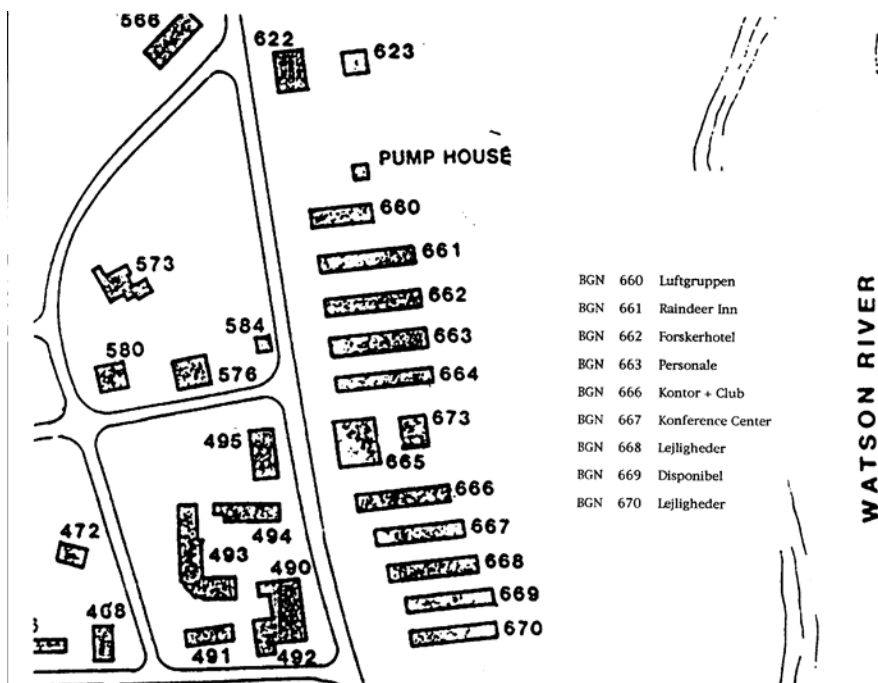 566
622
623
PUMP HOUSE
660
661
573
662
584
663
580
576
664
673
495
665
666
494
472
667
493
490
668
408
669
491
492
670
BGN 660 Luftgruppen
BGN 661 Raindeer Inn
BGN 662 Forskerhotel
BGN 663 Personale
BGN 666 Kontor + Club
BGN 667 Konference Center
BGN 668 Lejligheder
BGN 669 Disponibel
BGN 670 Lejligheder
WATSON RIVER